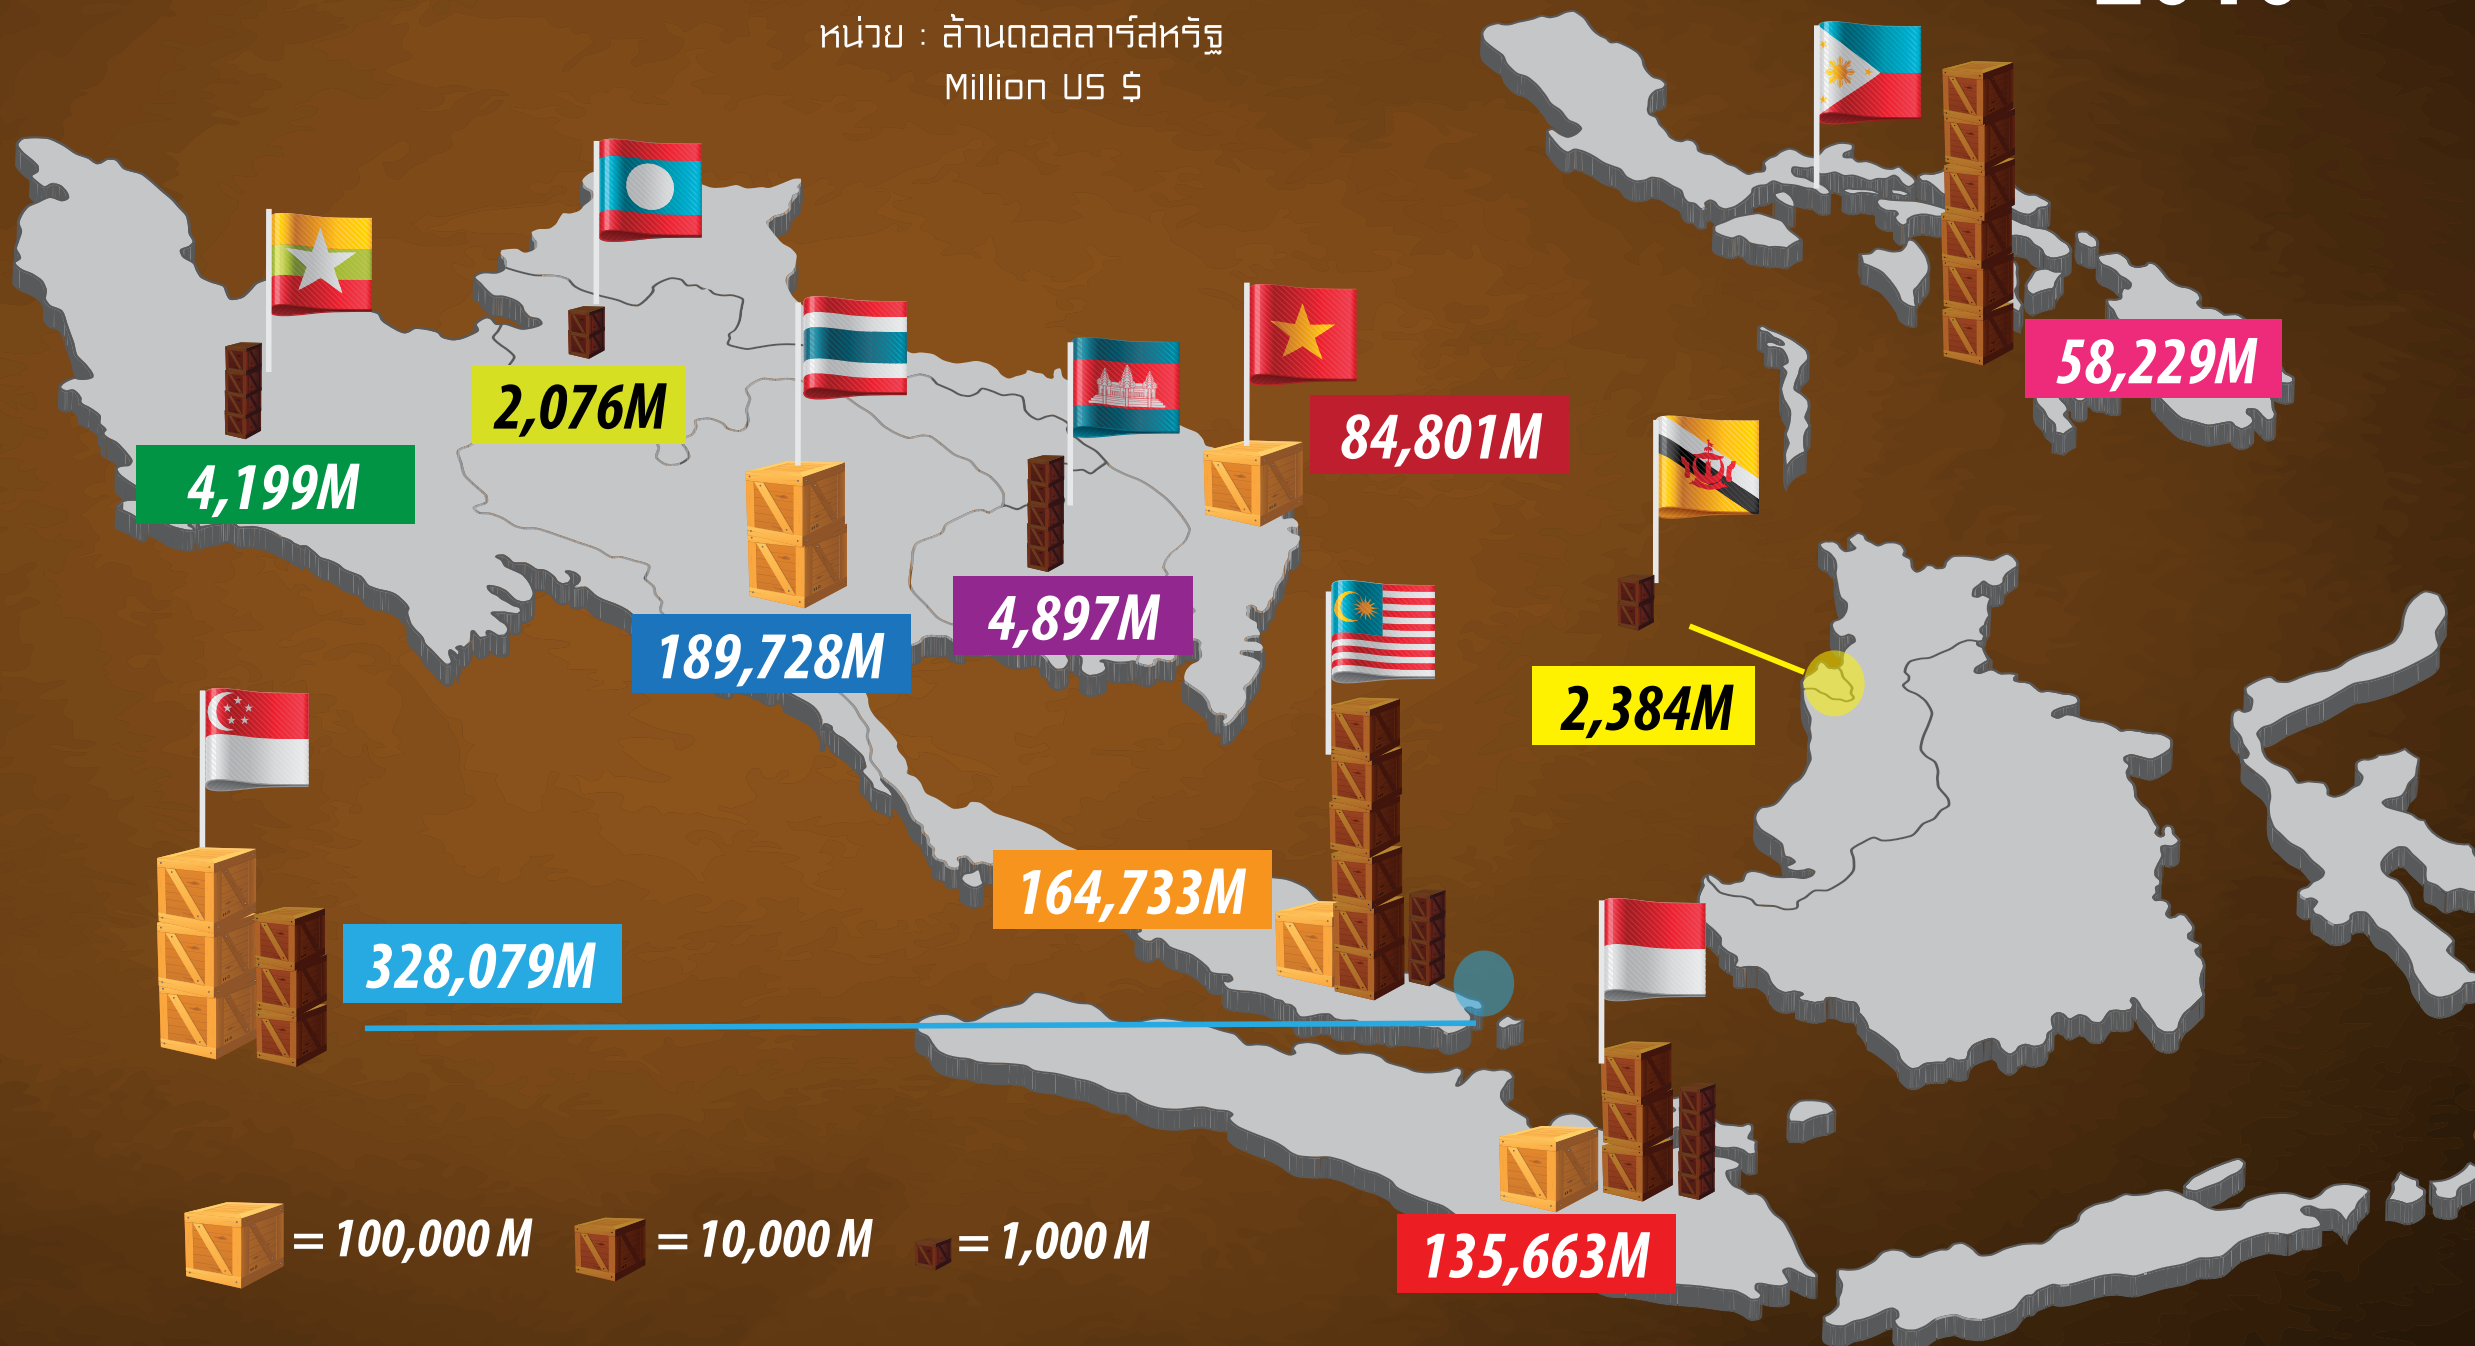 หน่วย : ล้านดอลลาร์สหรัฐ
Million US $
58,229M
84,801M
2,076M
4,199M
4,897M
189,728M
2,384M
164,733M
328,079M
135,663M
= 100,000 M
= 10,000 M
= 1,000 M